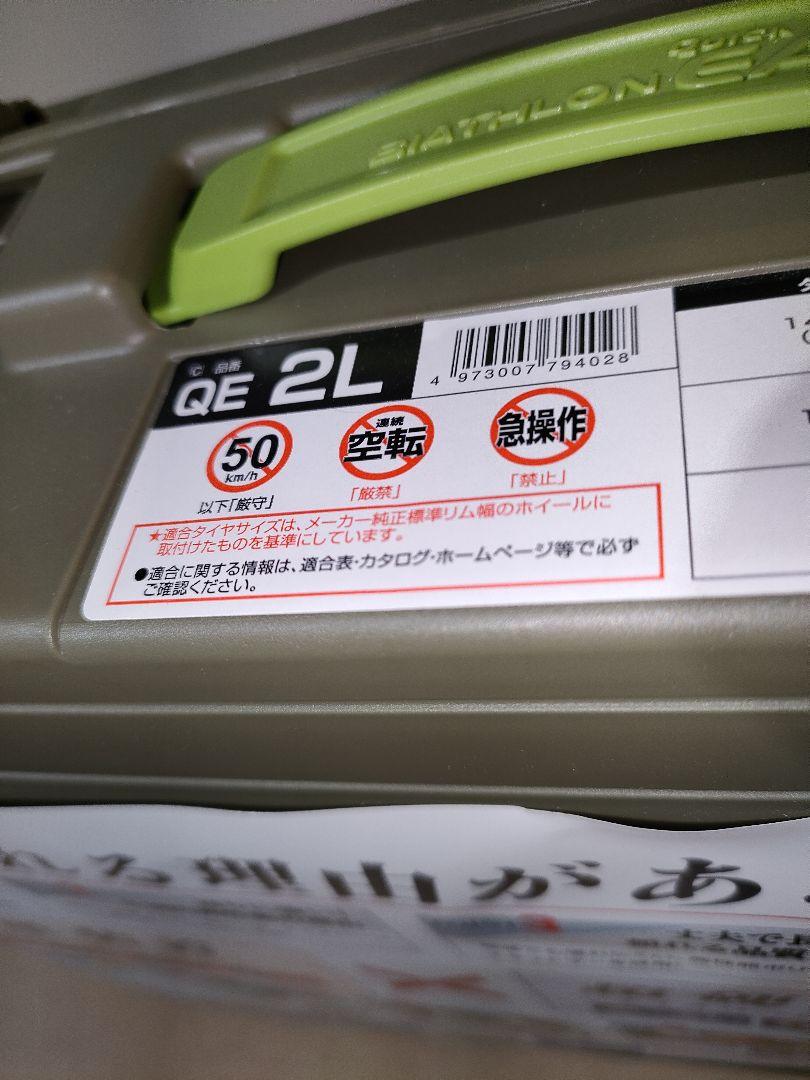 QUICK
BIATHLON
品番
QE 2L
4 973007 794028
50
km/h
以下「厳守」
連続
空転
「厳禁」
急操作
「禁止」
★適合タイヤサイズは、メーカー純正標準リム幅のホイールに
取付けたものを基準にしています。
●適合に関する情報は、適合表・カタログ・ホームページ等で必ず
ご確認ください。
れる理由があ